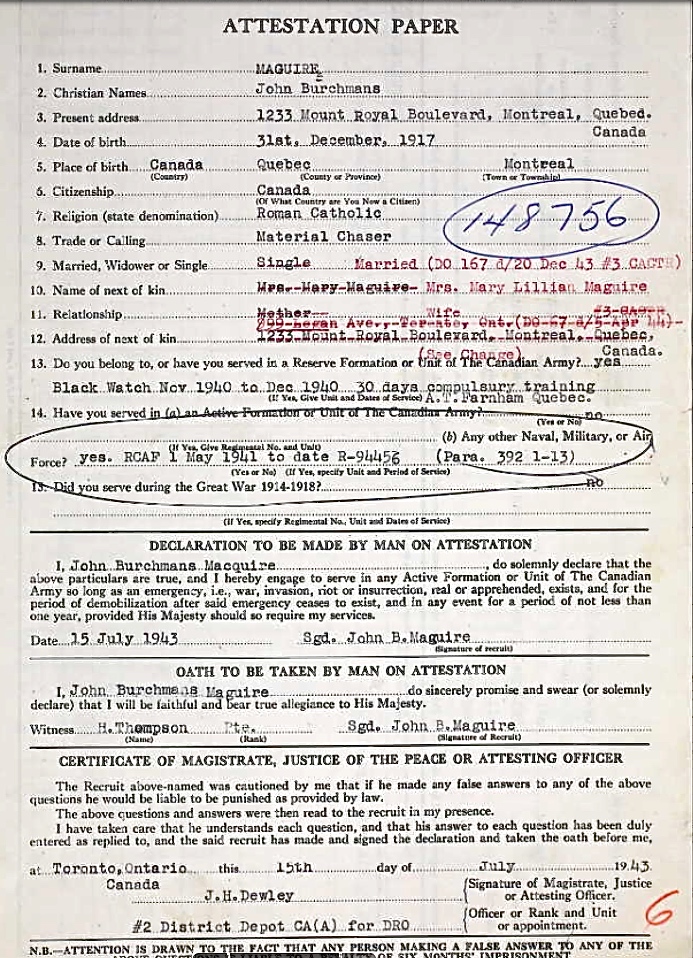 ATTESTATION PAPER
1. Surname MAGUIRE
2. Christian Names John Burchmans
3. Present address 1233 Mount Royal Boulevard, Montreal, Quebed.
Canada
4. Date of birth 31st, December, 1917
5. Place of birth Canada Quebec Montreal
(Country) (County or Province) (Town or Township)
6. Citizenship Canada
(Of What Country are You Now a Citizen)
7. Religion (state denomination) Roman Catholic
148756
8. Trade or Calling Material Chaser
9. Married, Widower or Single Single Married (DO 167 d/20 Dec 43 #3 CACTR)
10. Name of next of kin Mrs. Mary Maguire Mrs. Mary Lillian Maguire
11. Relationship Mother Wife
Ave., Ont. (DO 67 d/5 Apr 44)
12. Address of next of kin 1233 Mount Royal Boulevard, Montreal, Quebec,
(See Change) Canada.
13. Do you belong to, or have you served in a Reserve Formation or Unit of The Canadian Army? yes
Black Watch Nov 1940 to Dec 1940 30 days compulsury training
(If Yes, Give Unit and Dates of Service) A.T. Farnham Quebec.
14. Have you served in (a) an Active Formation or Unit of The Canadian Army? no
(Yes or No)
(If Yes, Give Regimental No. and Unit) (b) Any other Naval, Military, or Air
Force? yes. RCAF 1 May 1941 to date R-94456 (Para. 392 1-13)
(Yes or No) (If Yes, specify Unit and Period of Service)
15. Did you serve during the Great War 1914-1918? no
(If Yes, specify Regimental No., Unit and Dates of Service)
DECLARATION TO BE MADE BY MAN ON ATTESTATION
I, John Burchmans Macquire, do solemnly declare that the
above particulars are true, and I hereby engage to serve in any Active Formation or Unit of The Canadian
Army so long as an emergency, i.e., war, invasion, riot or insurrection, real or apprehended, exists, and for the
period of demobilization after said emergency ceases to exist, and in any event for a period of not less than
one year, provided His Majesty should so require my services.
Date 15 July 1943 Sgd. John B.Maguire
(Signature of recruit)
OATH TO BE TAKEN BY MAN ON ATTESTATION
I, John Burchmans Maguire do sincerely promise and swear (or solemnly
declare) that I will be faithful and bear true allegiance to His Majesty.
Witness H.Thompson Pte. Sgd. John B.Maguire
(Name) (Rank) (Signature of Recruit)
CERTIFICATE OF MAGISTRATE, JUSTICE OF THE PEACE OR ATTESTING OFFICER
The Recruit above-named was cautioned by me that if he made any false answers to any of the above
questions he would be liable to be punished as provided by law.
The above questions and answers were then read to the recruit in my presence.
I have taken care that he understands each question, and that his answer to each question has been duly
entered as replied to, and the said recruit has made and signed the declaration and taken the oath before me,
at Toronto,Ontario this 15th day of July 1943.
Canada
J.H.Dewley Signature of Magistrate, Justice
or Attesting Officer.
#2 District Depot CA(A) for DRO Officer or Rank and Unit
or appointment.
6
N.B.—ATTENTION IS DRAWN TO THE FACT THAT ANY PERSON MAKING A FALSE ANSWER TO ANY OF THE
OF SIX MONTHS' IMPRISONMENT